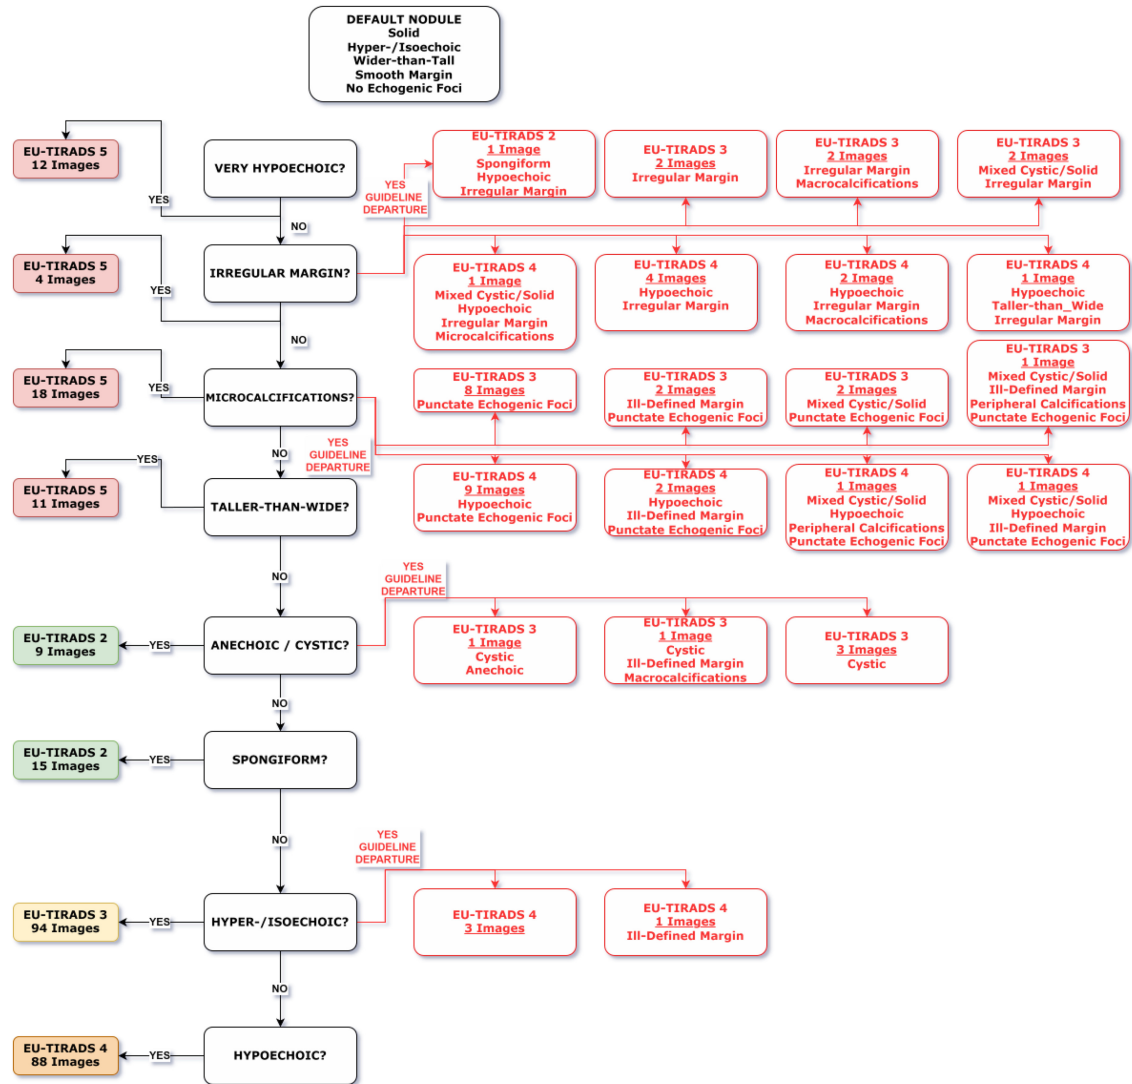 DEFAULT NODULE
Solid
Hyper-/Isoechoic
Wider-than-Tall
Smooth Margin
No Echogenic Foci
EU-TIRADS 5
12 Images
YES
VERY HYPOECHOIC?
NO
YES
GUIDELINE
DEPARTURE
EU-TIRADS 2
1 Image
Spongiform
Hypoechoic
Irregular Margin
EU-TIRADS 3
2 Images
Irregular Margin
EU-TIRADS 3
2 Images
Irregular Margin
Macrocalcifications
EU-TIRADS 3
2 Images
Mixed Cystic/Solid
Irregular Margin
EU-TIRADS 5
4 Images
YES
IRREGULAR MARGIN?
NO
EU-TIRADS 4
1 Image
Mixed Cystic/Solid
Hypoechoic
Irregular Margin
Microcalcifications
EU-TIRADS 4
4 Images
Hypoechoic
Irregular Margin
EU-TIRADS 4
2 Image
Hypoechoic
Irregular Margin
Macrocalcifications
EU-TIRADS 4
1 Image
Hypoechoic
Taller-than_Wide
Irregular Margin
EU-TIRADS 5
18 Images
YES
MICROCALCIFICATIONS?
NO
YES
GUIDELINE
DEPARTURE
EU-TIRADS 3
8 Images
Punctate Echogenic Foci
EU-TIRADS 3
2 Images
Ill-Defined Margin
Punctate Echogenic Foci
EU-TIRADS 3
2 Images
Mixed Cystic/Solid
Punctate Echogenic Foci
EU-TIRADS 3
1 Image
Mixed Cystic/Solid
Ill-Defined Margin
Peripheral Calcifications
Punctate Echogenic Foci
EU-TIRADS 4
9 Images
Hypoechoic
Punctate Echogenic Foci
EU-TIRADS 4
2 Images
Hypoechoic
Ill-Defined Margin
Punctate Echogenic Foci
EU-TIRADS 4
1 Images
Mixed Cystic/Solid
Hypoechoic
Peripheral Calcifications
Punctate Echogenic Foci
EU-TIRADS 4
1 Images
Mixed Cystic/Solid
Hypoechoic
Ill-Defined Margin
Punctate Echogenic Foci
EU-TIRADS 5
11 Images
YES
TALLER-THAN-WIDE?
NO
EU-TIRADS 2
9 Images
YES
ANECHOIC / CYSTIC?
NO
YES
GUIDELINE
DEPARTURE
EU-TIRADS 3
1 Image
Cystic
Anechoic
EU-TIRADS 3
1 Image
Cystic
Ill-Defined Margin
Macrocalcifications
EU-TIRADS 3
3 Images
Cystic
EU-TIRADS 2
15 Images
YES
SPONGIFORM?
NO
YES
GUIDELINE
DEPARTURE
EU-TIRADS 3
94 Images
YES
HYPER-/ISOECHOIC?
NO
EU-TIRADS 4
3 Images
EU-TIRADS 4
1 Images
Ill-Defined Margin
EU-TIRADS 4
88 Images
YES
HYPOECHOIC?